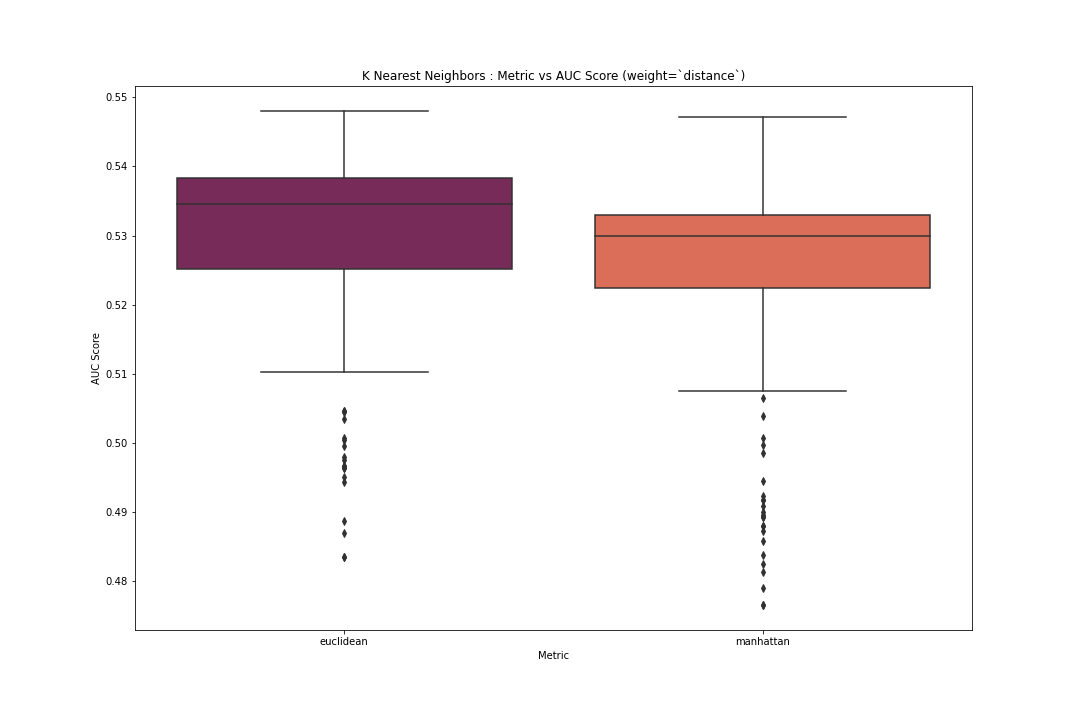 K Nearest Neighbors : Metric vs AUC Score (weight=`distance`)
AUC Score
0.55
0.54
0.53
0.52
0.51
0.50
0.49
0.48
euclidean
manhattan
Metric